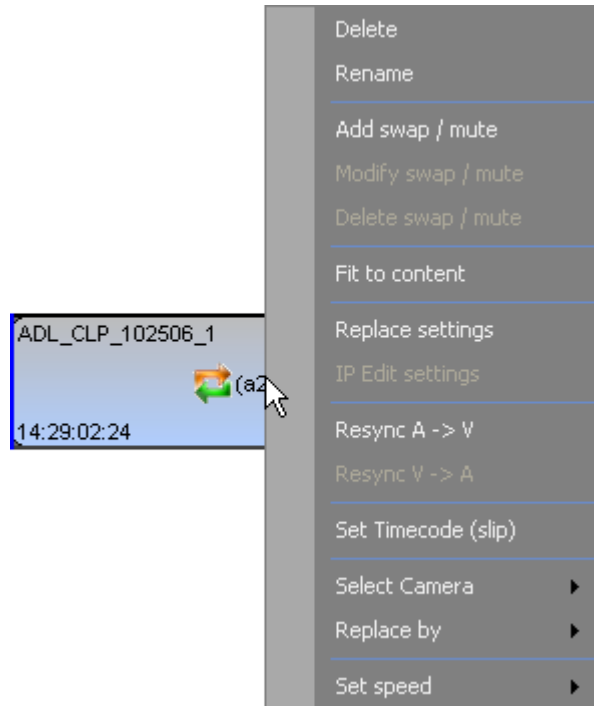 Delete
Rename
Add swap / mute
Modify swap / mute
Delete swap / mute
Fit to content
ADL_CLP_102506_1
Replace settings
(a2
IP Edit settings
14:29:02:24
Resync A -> V
Resync V -> A
Set Timecode (slip)
Select Camera
Replace by
Set speed